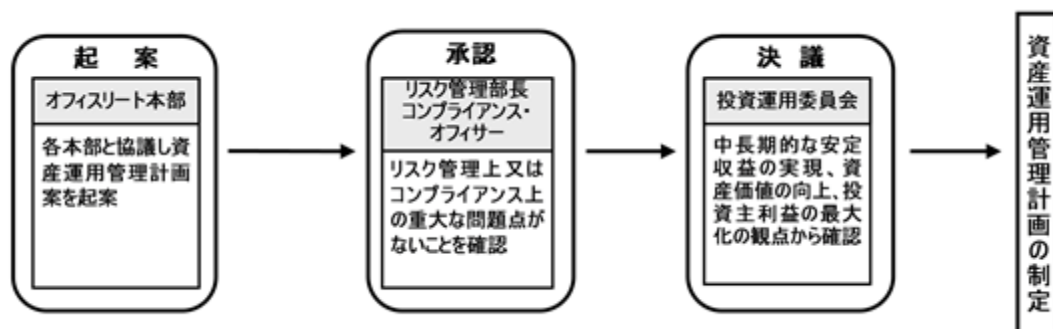 起　案
オフィスリート本部
各本部と協議し資
産運用管理計画
案を起案
承認
リスク管理部長
コンプライアンス・
オフィサー
リスク管理上又は
コンプライアンス上
の重大な問題点が
ないことを確認
決　議
投資運用委員会
中長期的な安定
収益の実現、資
産価値の向上、投
資主利益の最大
化の観点から確認
資産運用管理計画の制定